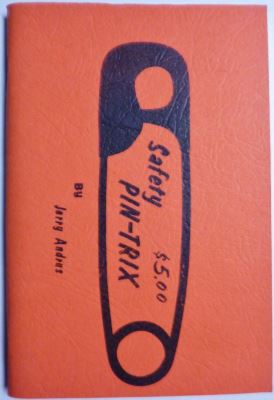 Safety
PIN-TRIX
$5.00
By
Jerry Andrus